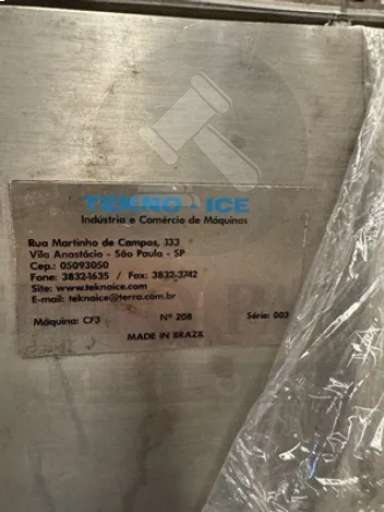 TEKNO - ICE
Indústria e Comércio de Máquinas
Rua Martinho de Campos, 133
Vila Anastácio - São Paulo - SP
Cep.: 05093050
Fone: 3832-1635 / Fax: 3832-3742
Site: www.teknoice.com
E-mail: teknoice@terra.com.br
Máquina: CF3 Nº 208 Série: 003
MADE IN BRAZIL